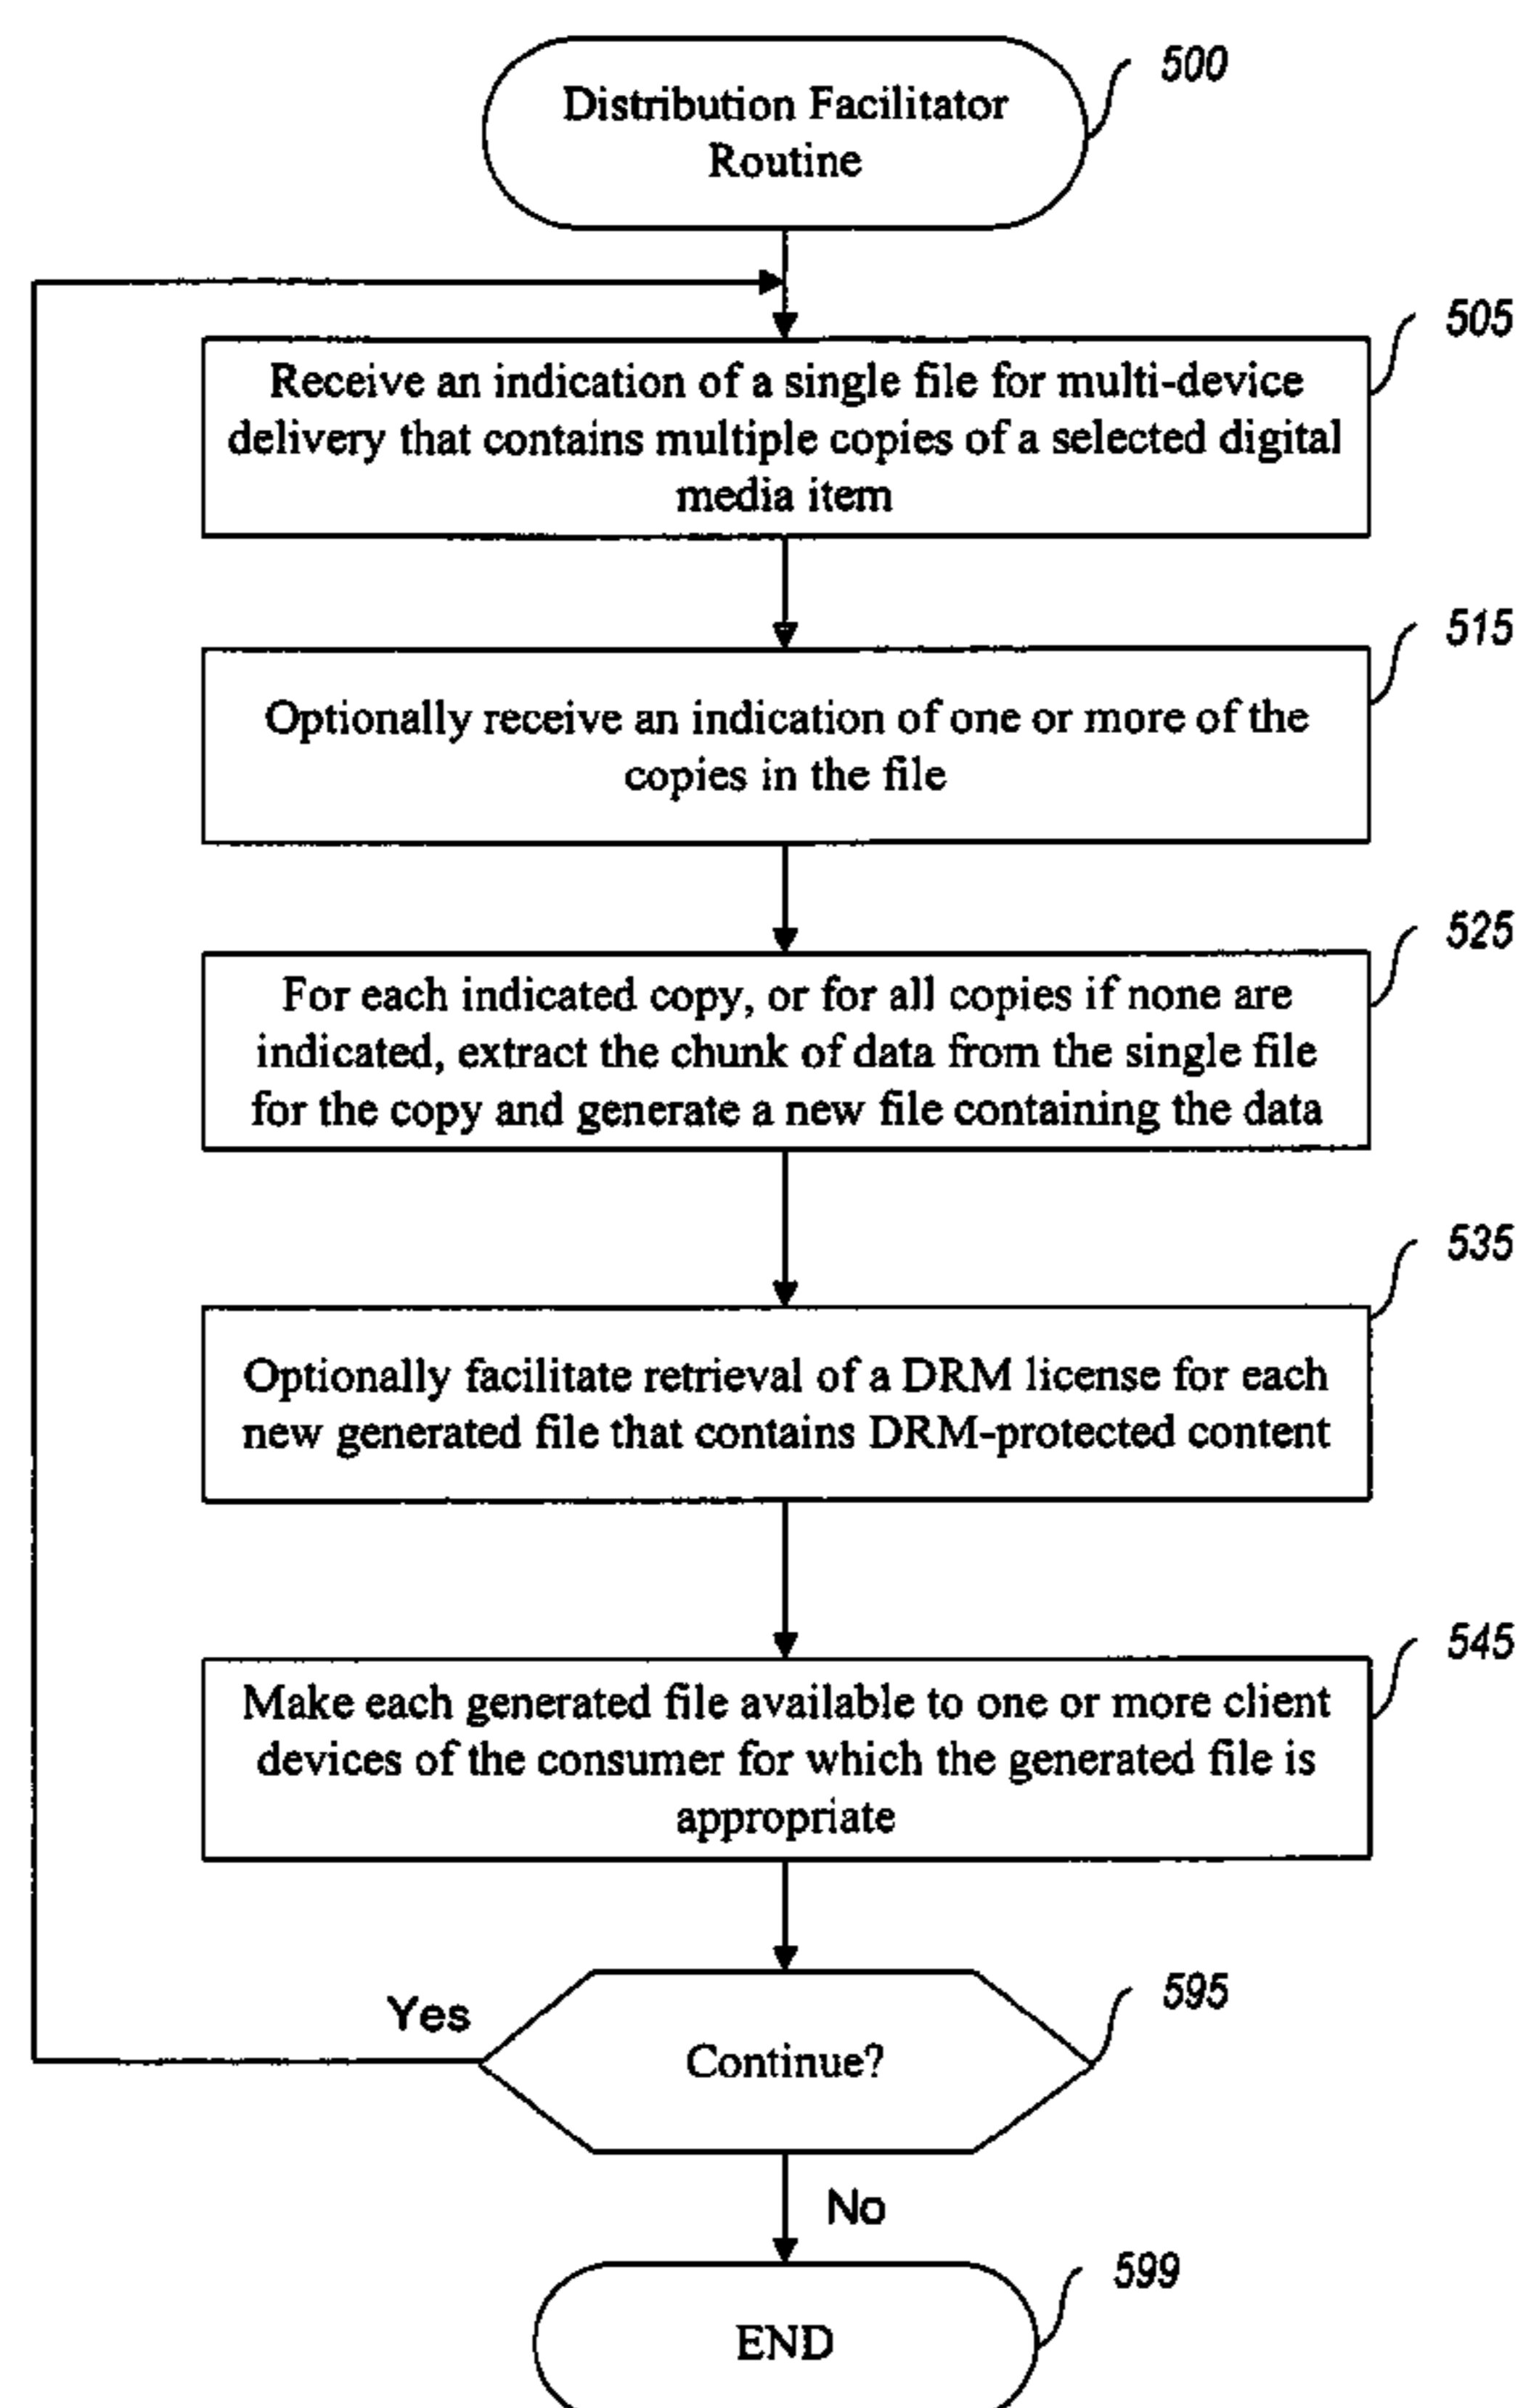 Distribution Facilitator
Routine
500
505
Receive an indication of a single file for multi-device
delivery that contains multiple copies of a selected digital
media item
515
Optionally receive an indication of one or more of the
copies in the file
525
For each indicated copy, or for all copies if none are
indicated, extract the chunk of data from the single file
for the copy and generate a new file containing the data
535
Optionally facilitate retrieval of a DRM license for each
new generated file that contains DRM-protected content
545
Make each generated file available to one or more client
devices of the consumer for which the generated file is
appropriate
595
Yes
Continue?
No
599
END